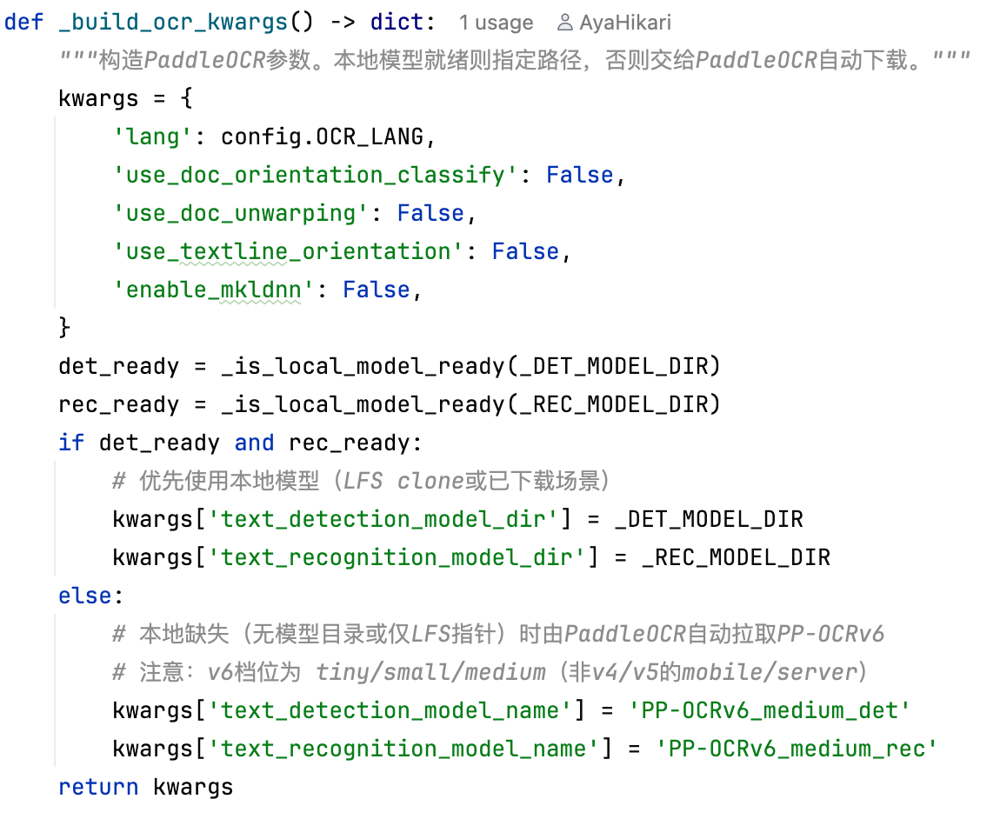 def _build_ocr_kwargs() -> dict:  1 usage  AyaHikari
    """构造PaddleOCR参数。本地模型就绪则指定路径，否则交给PaddleOCR自动下载。"""
    kwargs = {
        'lang': config.OCR_LANG,
        'use_doc_orientation_classify': False,
        'use_doc_unwarping': False,
        'use_textline_orientation': False,
        'enable_mkldnn': False,
    }
    det_ready = _is_local_model_ready(_DET_MODEL_DIR)
    rec_ready = _is_local_model_ready(_REC_MODEL_DIR)
    if det_ready and rec_ready:
        # 优先使用本地模型（LFS clone或已下载场景）
        kwargs['text_detection_model_dir'] = _DET_MODEL_DIR
        kwargs['text_recognition_model_dir'] = _REC_MODEL_DIR
    else:
        # 本地缺失（无模型目录或仅LFS指针）时由PaddleOCR自动拉取PP-OCRv6
        # 注意：v6档位为 tiny/small/medium（非v4/v5的mobile/server）
        kwargs['text_detection_model_name'] = 'PP-OCRv6_medium_det'
        kwargs['text_recognition_model_name'] = 'PP-OCRv6_medium_rec'
    return kwargs